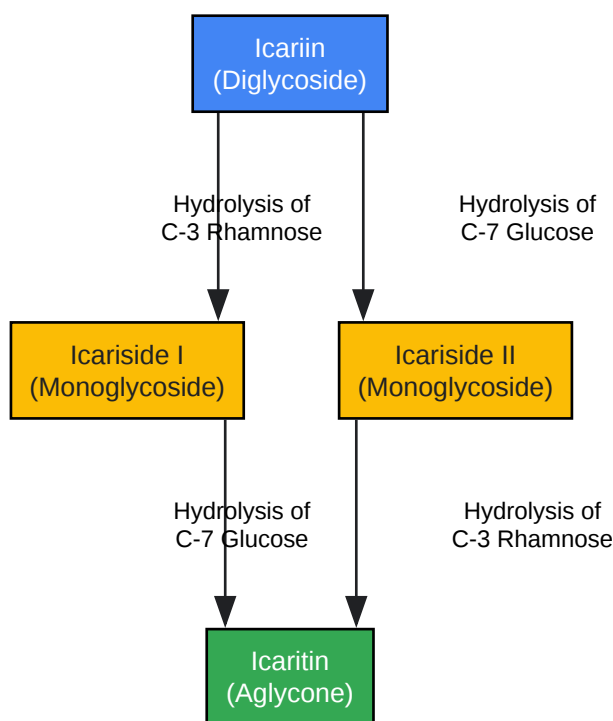 Icariin
(Diglycoside)
Hydrolysis of
C-3 Rhamnose
Hydrolysis of
C-7 Glucose
Icariside I
(Monoglycoside)
Icariside II
(Monoglycoside)
Hydrolysis of
C-7 Glucose
Hydrolysis of
C-3 Rhamnose
Icaritin
(Aglycone)